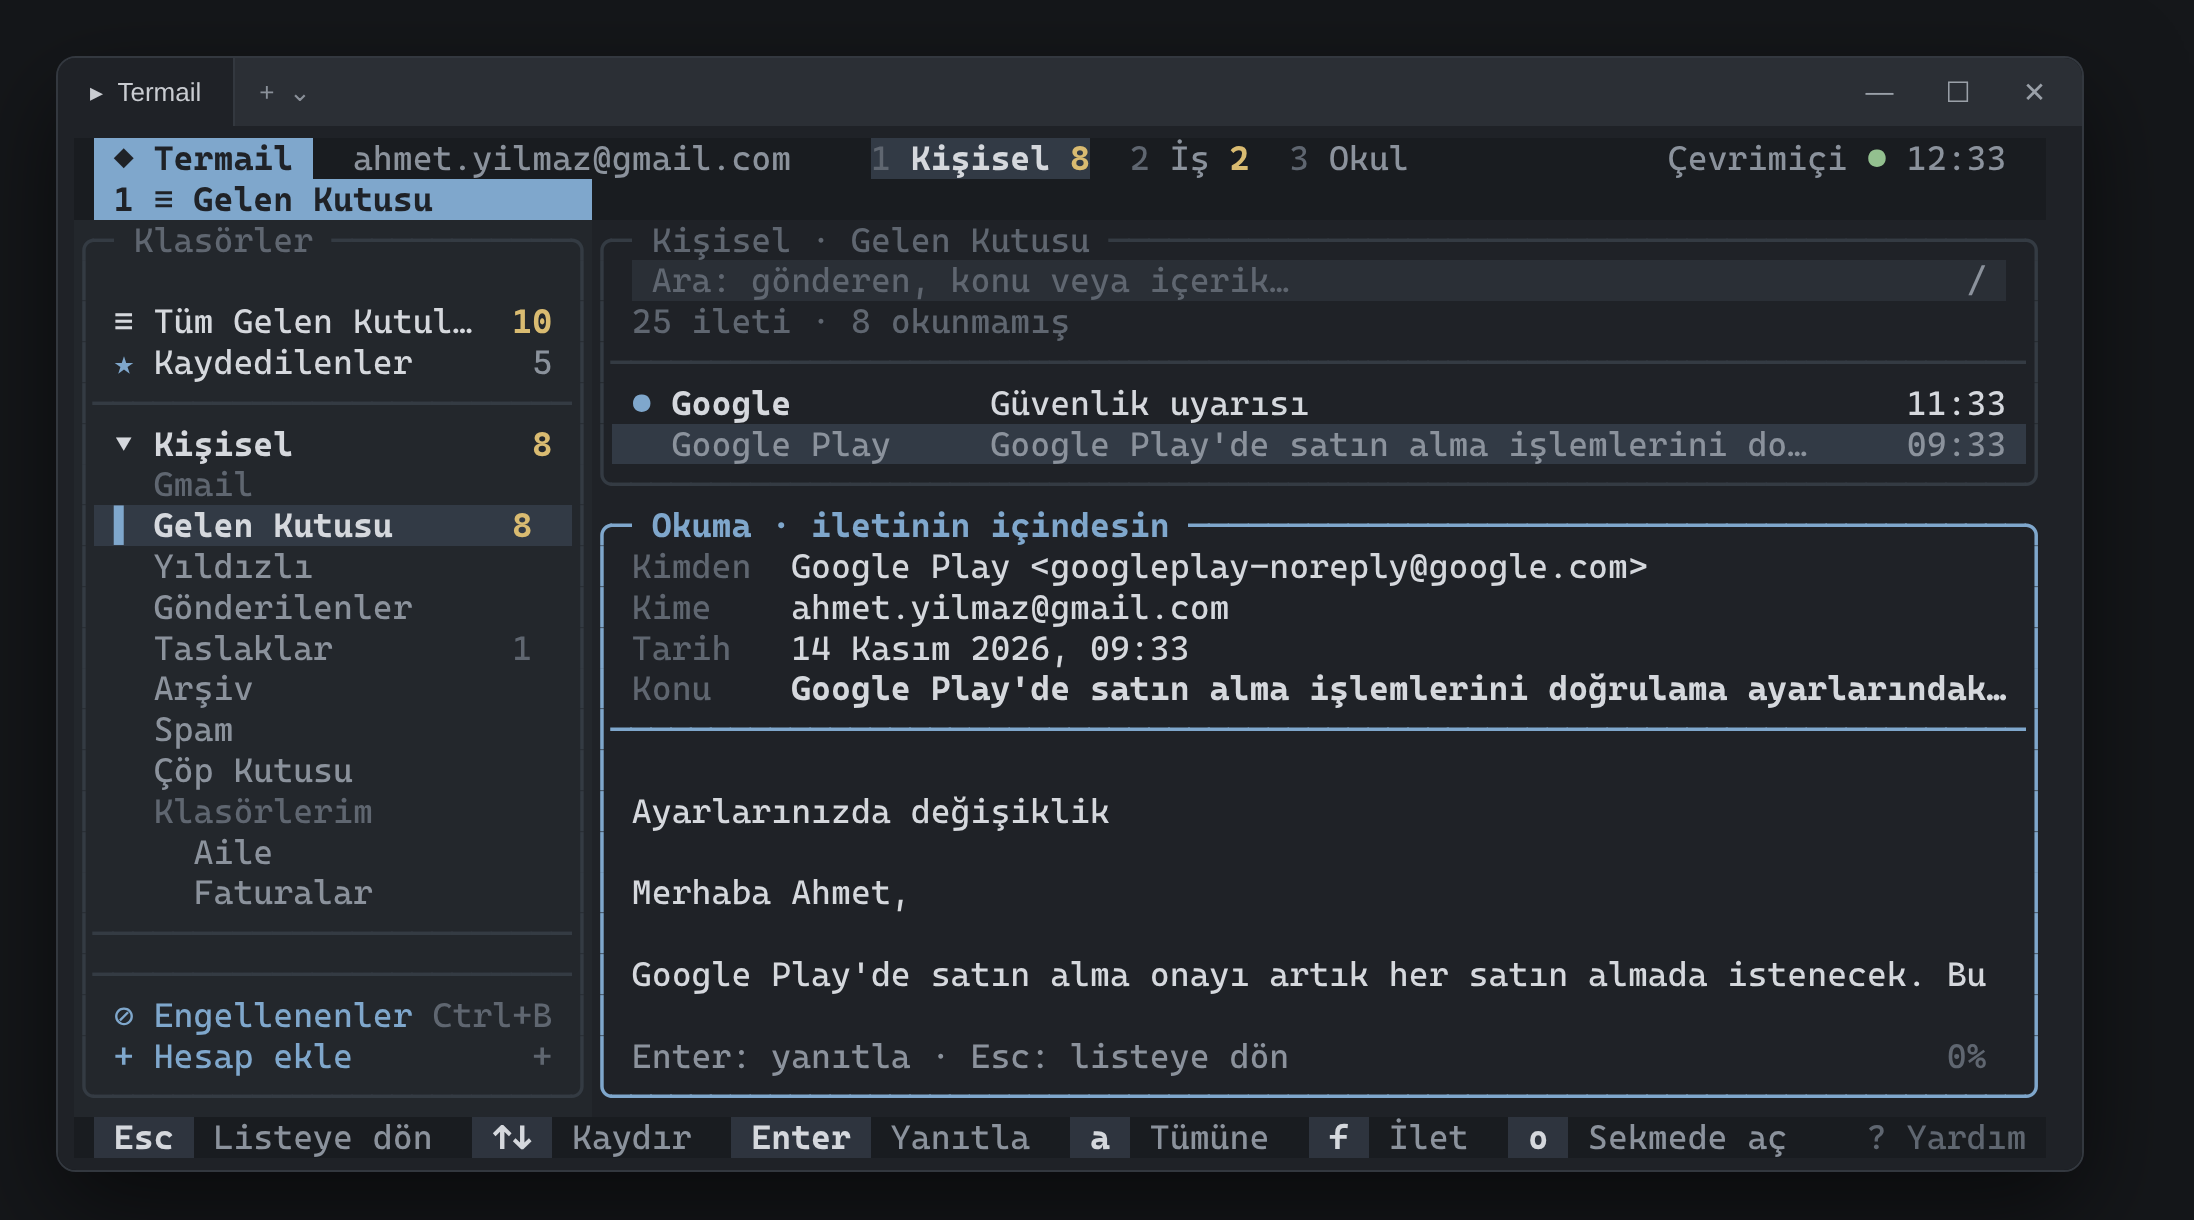 ▶ Termail + ⌄ — ☐ ✕
◆ Termail ahmet.yilmaz@gmail.com 1 Kişisel 8 2 İş 2 3 Okul Çevrimiçi ● 12:33
1 ≡ Gelen Kutusu
Klasörler
≡ Tüm Gelen Kutul… 10
★ Kaydedilenler 5
▼ Kişisel 8
Gmail
Gelen Kutusu 8
Yıldızlı
Gönderilenler
Taslaklar 1
Arşiv
Spam
Çöp Kutusu
Klasörlerim
Aile
Faturalar
⊘ Engellenenler Ctrl+B
+ Hesap ekle +
Kişisel · Gelen Kutusu
Ara: gönderen, konu veya içerik… /
25 ileti · 8 okunmamış
● Google Güvenlik uyarısı 11:33
Google Play Google Play'de satın alma işlemlerini do… 09:33
Okuma · iletinin içindesin
Kimden Google Play <googleplay-noreply@google.com>
Kime ahmet.yilmaz@gmail.com
Tarih 14 Kasım 2026, 09:33
Konu Google Play'de satın alma işlemlerini doğrulama ayarlarındak…
Ayarlarınızda değişiklik
Merhaba Ahmet,
Google Play'de satın alma onayı artık her satın almada istenecek. Bu
Enter: yanıtla · Esc: listeye dön 0%
Esc Listeye dön ↑↓ Kaydır Enter Yanıtla a Tümüne f İlet o Sekmede aç ? Yardım